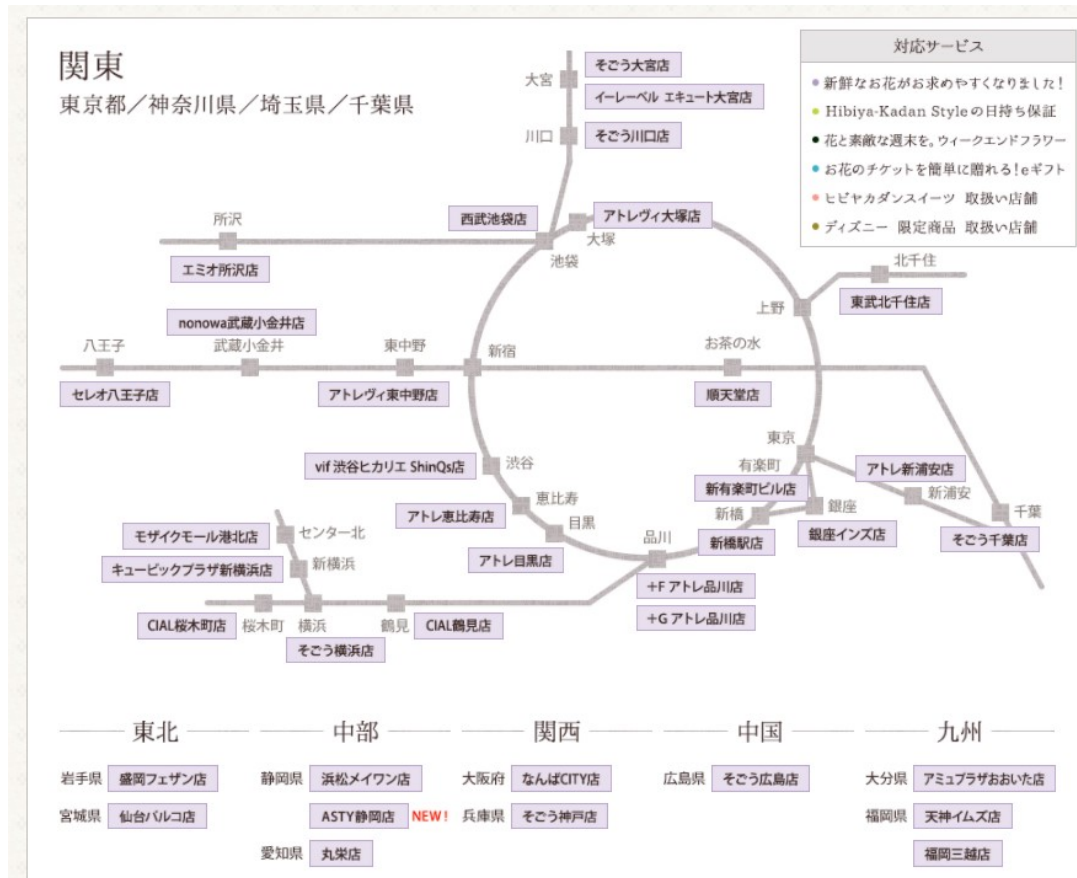 関東
東京都／神奈川県／埼玉県／千葉県
対応サービス
新鮮なお花がお求めやすくなりました！
Hibiya-Kadan Styleの日持ち保証
花と素敵な週末を。ウィークエンドフラワー
お花のチケットを簡単に贈れる！eギフト
ヒビヤカダンスイーツ 取扱い店舗
ディズニー 限定商品 取扱い店舗
大宮
そごう大宮店
イーレーベル エキュート大宮店
川口
そごう川口店
所沢
エミオ所沢店
西武池袋店
池袋
アトレヴィ大塚店
大塚
北千住
東武北千住店
上野
nonowa武蔵小金井店
八王子
武蔵小金井
東中野
新宿
お茶の水
セレオ八王子店
アトレヴィ東中野店
順天堂店
東京
有楽町
新有楽町ビル店
アトレ新浦安店
新浦安
vif 渋谷ヒカリエ ShinQs店
渋谷
アトレ恵比寿店
恵比寿
目黒
アトレ目黒店
品川
新橋
新橋駅店
銀座
銀座インズ店
千葉
そごう千葉店
モザイクモール港北店
センター北
キュービックプラザ新横浜店
新横浜
＋F アトレ品川店
＋G アトレ品川店
CIAL桜木町店
桜木町
横浜
鶴見
CIAL鶴見店
そごう横浜店
東北
岩手県 盛岡フェザン店
宮城県 仙台パルコ店
中部
静岡県 浜松メイワン店
ASTY静岡店 NEW!
愛知県 丸栄店
関西
大阪府 なんばCITY店
兵庫県 そごう神戸店
中国
広島県 そごう広島店
九州
大分県 アミュプラザおおいた店
福岡県 天神イムズ店
福岡三越店